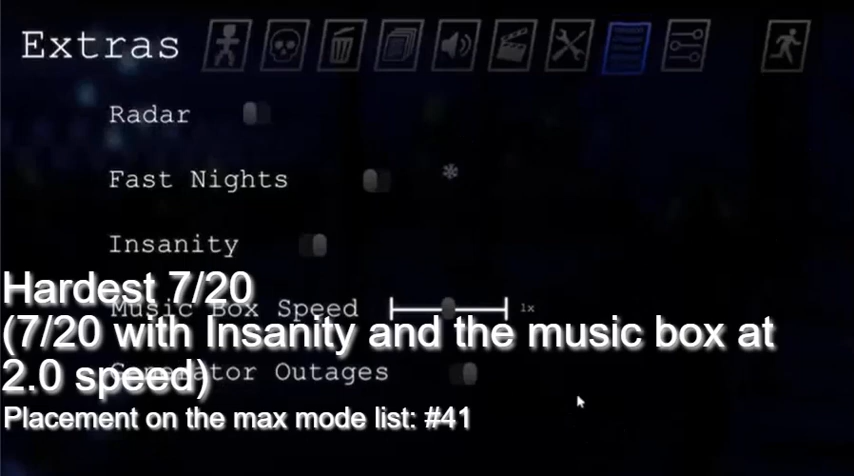 Extras
Radar
Fast Nights
Insanity
Hardest 7/20
Music Box Speed 1x
(7/20 with Insanity and the music box at
2.0 speed)
Generator Outages
Placement on the max mode list: #41